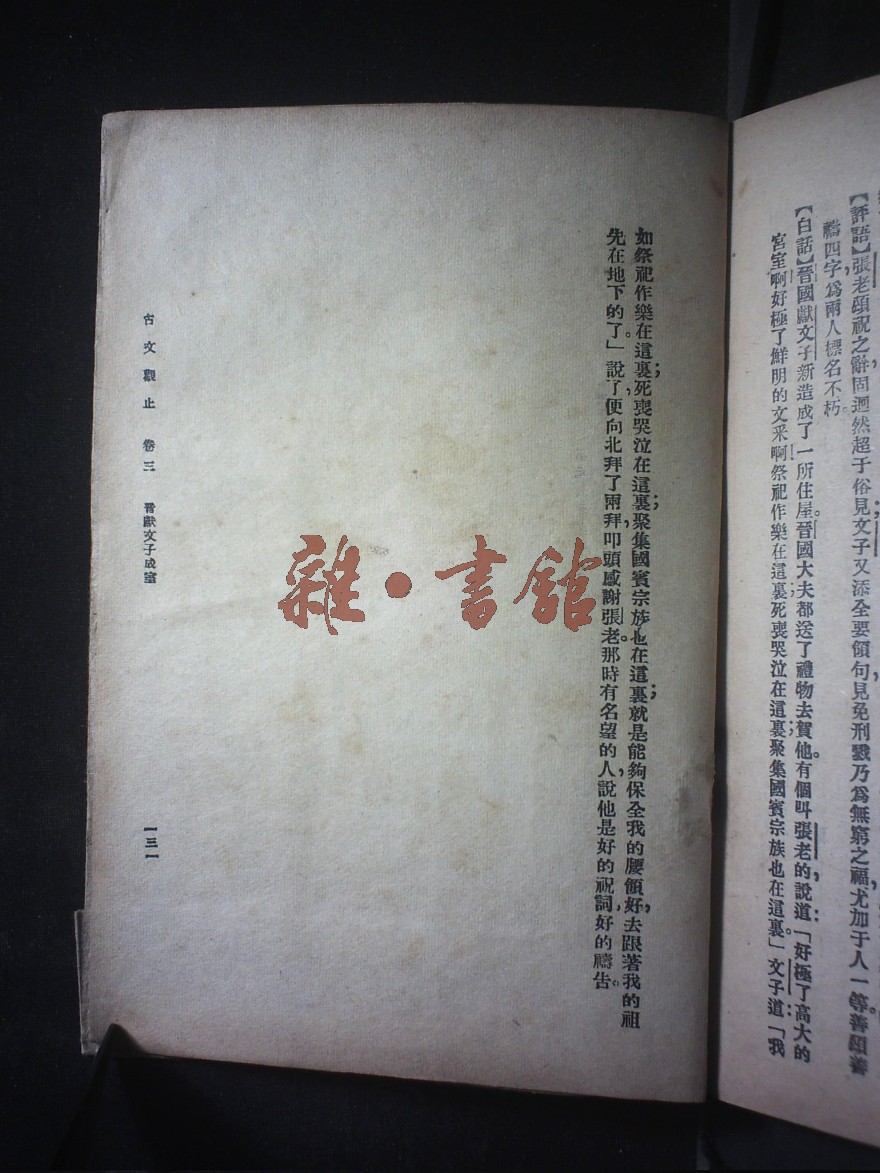 【評語】張老頌祝之辭固迥然超于俗見文子又添全要領句見免刑戮乃爲無窮之福尤加于人一等善頌善
禱四字爲兩人標名不朽。
【白話】晉國獻文子新造成了一所住屋。晉國大夫都送了禮物去賀他。有個叫張老的說道：「好極了高大的
宮室啊好極了鮮明的文采啊祭祀作樂在這裏；死喪哭泣在這裏；聚集國賓宗族也在這裏。」文子道：「我
如祭祀作樂在這裏；死喪哭泣在這裏；聚集國賓宗族也在這裏；就是能夠保全我的腰領，好去跟著我的祖
先在地下的了。」說了，便向北拜了兩拜，叩頭感謝張老。那時有名望的人，說他是好的祝詞，好的禱告。
古文觀止 卷三 晉獻文子成室
一三一
雜·書館